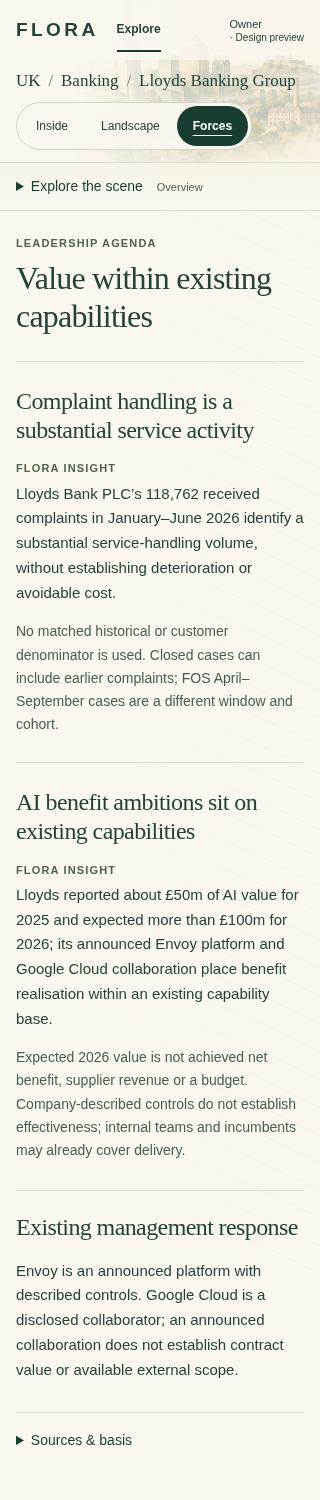 FLORA
Explore
Owner
· Design preview
UK / Banking / Lloyds Banking Group
Inside
Landscape
Forces
Explore the scene
Overview
LEADERSHIP AGENDA
Value within existing
capabilities
Complaint handling is a
substantial service activity
FLORA INSIGHT
Lloyds Bank PLC’s 118,762 received
complaints in January–June 2026 identify a
substantial service-handling volume,
without establishing deterioration or
avoidable cost.
No matched historical or customer
denominator is used. Closed cases can
include earlier complaints; FOS April–
September cases are a different window and
cohort.
AI benefit ambitions sit on
existing capabilities
FLORA INSIGHT
Lloyds reported about £50m of AI value for
2025 and expected more than £100m for
2026; its announced Envoy platform and
Google Cloud collaboration place benefit
realisation within an existing capability
base.
Expected 2026 value is not achieved net
benefit, supplier revenue or a budget.
Company-described controls do not establish
effectiveness; internal teams and incumbents
may already cover delivery.
Existing management response
Envoy is an announced platform with
described controls. Google Cloud is a
disclosed collaborator; an announced
collaboration does not establish contract
value or available external scope.
Sources & basis